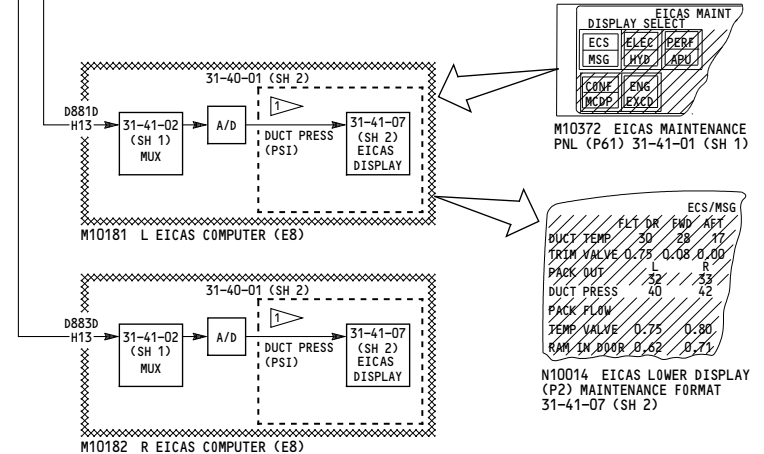 EICAS MAINT
DISPLAY SELECT
ECS ELEC PERF
MSG HYD APU
CONF ENG
MCDP EXCD
M10372 EICAS MAINTENANCE
PNL (P61) 31-41-01 (SH 1)
31-40-01 (SH 2)
D881D
H13
31-41-02
(SH 1)
MUX
A/D
1
DUCT PRESS
(PSI)
31-41-07
(SH 2)
EICAS
DISPLAY
M10181 L EICAS COMPUTER (E8)
ECS/MSG
FLT DR FWD AFT
DUCT TEMP 30 28 17
TRIM VALVE 0.75 0.08 0.00
L R
PACK OUT 32 33
DUCT PRESS 40 42
PACK FLOW
TEMP VALVE 0.75 0.80
RAM IN DOOR 0.62 0.71
N10014 EICAS LOWER DISPLAY
(P2) MAINTENANCE FORMAT
31-41-07 (SH 2)
31-40-01 (SH 2)
D883D
H13
31-41-02
(SH 1)
MUX
A/D
1
DUCT PRESS
(PSI)
31-41-07
(SH 2)
EICAS
DISPLAY
M10182 R EICAS COMPUTER (E8)